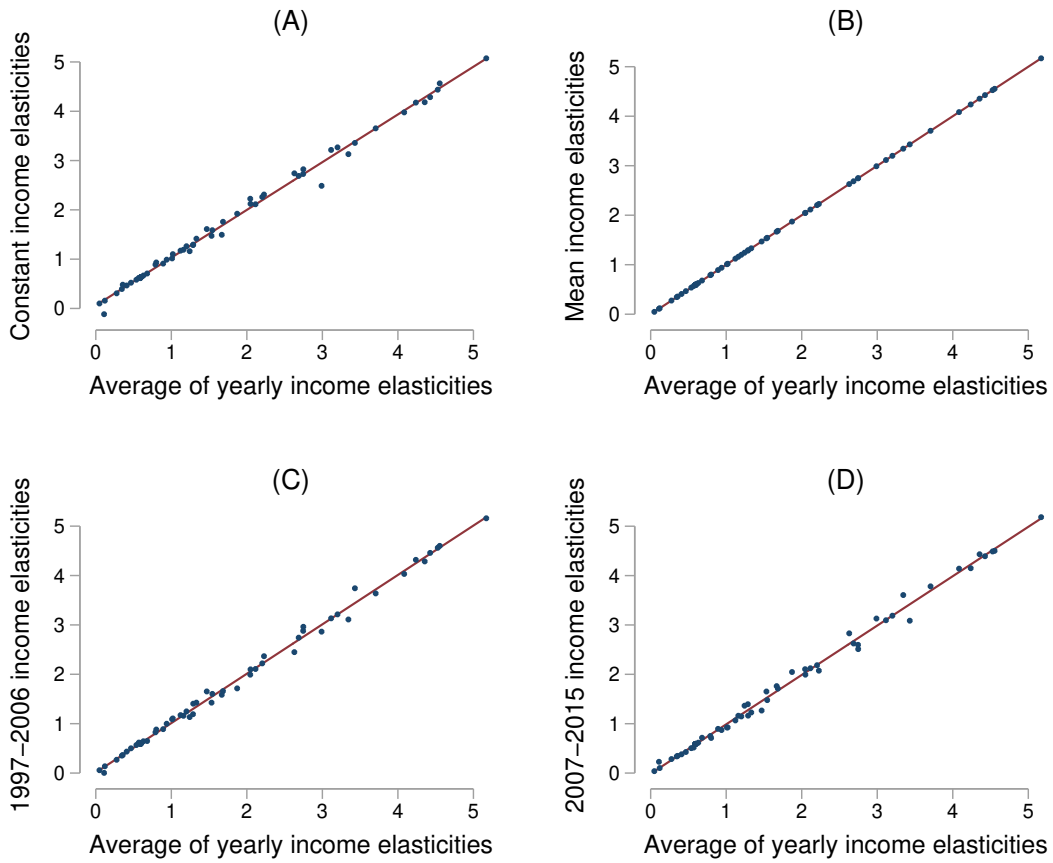 (A)
Constant income elasticities
5
4
3
2
1
0
0 1 2 3 4 5
Average of yearly income elasticities
(B)
Mean income elasticities
5
4
3
2
1
0
0 1 2 3 4 5
Average of yearly income elasticities
(C)
1997−2006 income elasticities
5
4
3
2
1
0
0 1 2 3 4 5
Average of yearly income elasticities
(D)
2007−2015 income elasticities
5
4
3
2
1
0
0 1 2 3 4 5
Average of yearly income elasticities